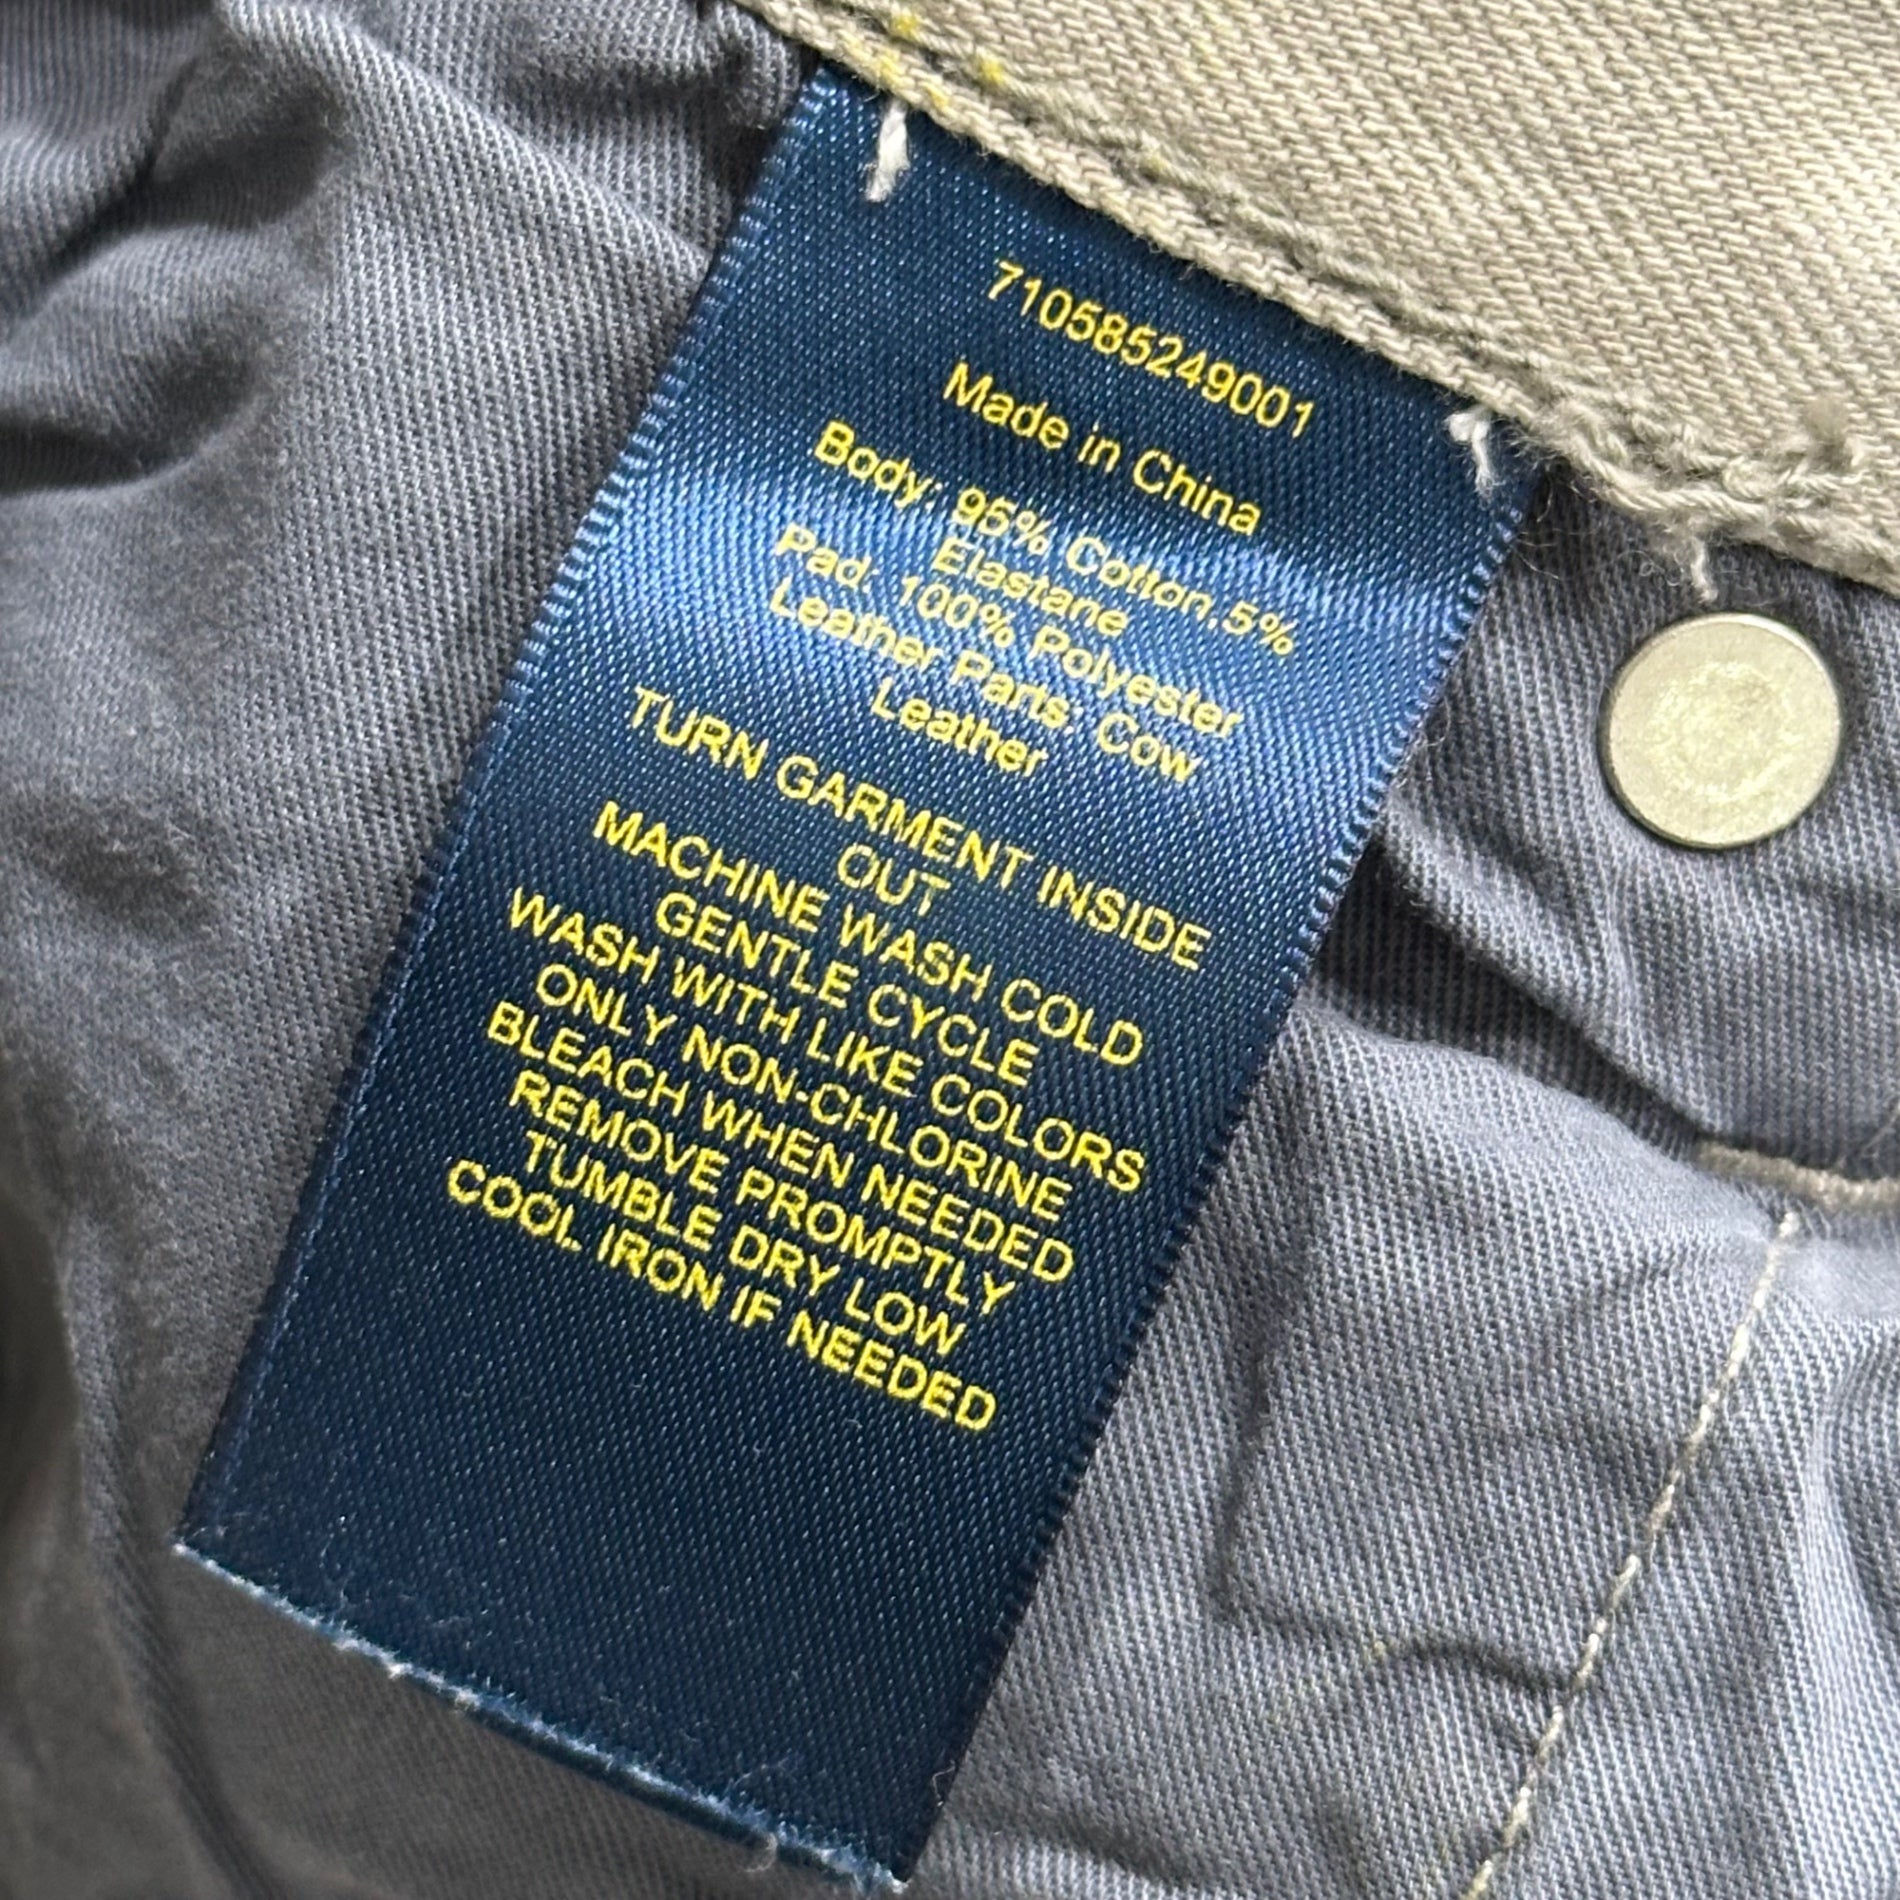 710585249001
Made in China
Body: 95% Cotton,5%
Elastane
Pad: 100% Polyester
Leather Parts: Cow
Leather
TURN GARMENT INSIDE
OUT
MACHINE WASH COLD
GENTLE CYCLE
WASH WITH LIKE COLORS
ONLY NON-CHLORINE
BLEACH WHEN NEEDED
REMOVE PROMPTLY
TUMBLE DRY LOW
COOL IRON IF NEEDED